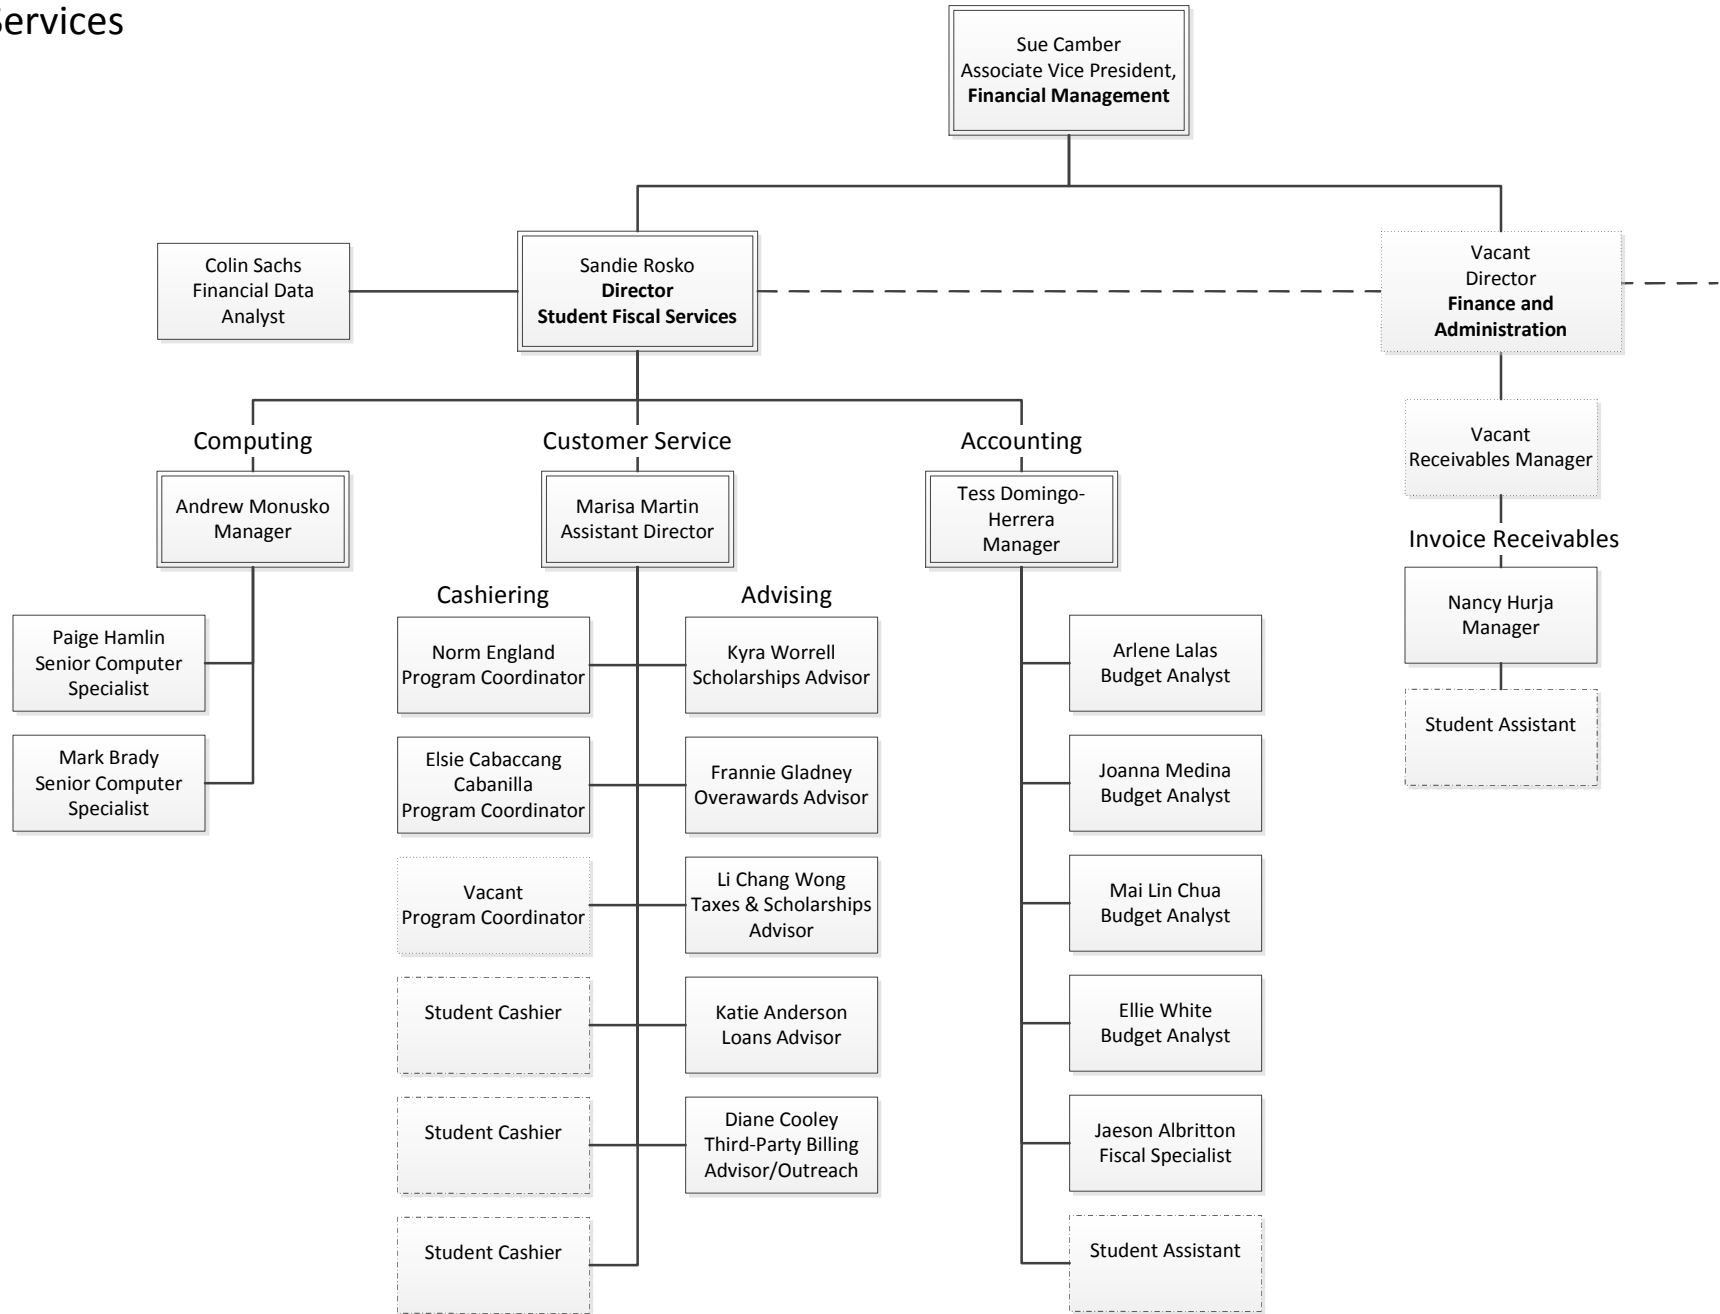 Services
Sue Camber
Associate Vice President,
Financial Management
Colin Sachs
Financial Data
Analyst
Sandie Rosko
Director
Student Fiscal Services
Vacant
Director
Finance and
Administration
Vacant
Receivables Manager
Invoice Receivables
Nancy Hurja
Manager
Student Assistant
Computing
Andrew Monusko
Manager
Paige Hamlin
Senior Computer
Specialist
Mark Brady
Senior Computer
Specialist
Customer Service
Marisa Martin
Assistant Director
Cashiering
Norm England
Program Coordinator
Elsie Cabaccang
Cabanilla
Program Coordinator
Vacant
Program Coordinator
Student Cashier
Student Cashier
Student Cashier
Advising
Kyra Worrell
Scholarships Advisor
Frannie Gladney
Overawards Advisor
Li Chang Wong
Taxes & Scholarships
Advisor
Katie Anderson
Loans Advisor
Diane Cooley
Third-Party Billing
Advisor/Outreach
Accounting
Tess Domingo-
Herrera
Manager
Arlene Lalas
Budget Analyst
Joanna Medina
Budget Analyst
Mai Lin Chua
Budget Analyst
Ellie White
Budget Analyst
Jaeson Albritton
Fiscal Specialist
Student Assistant